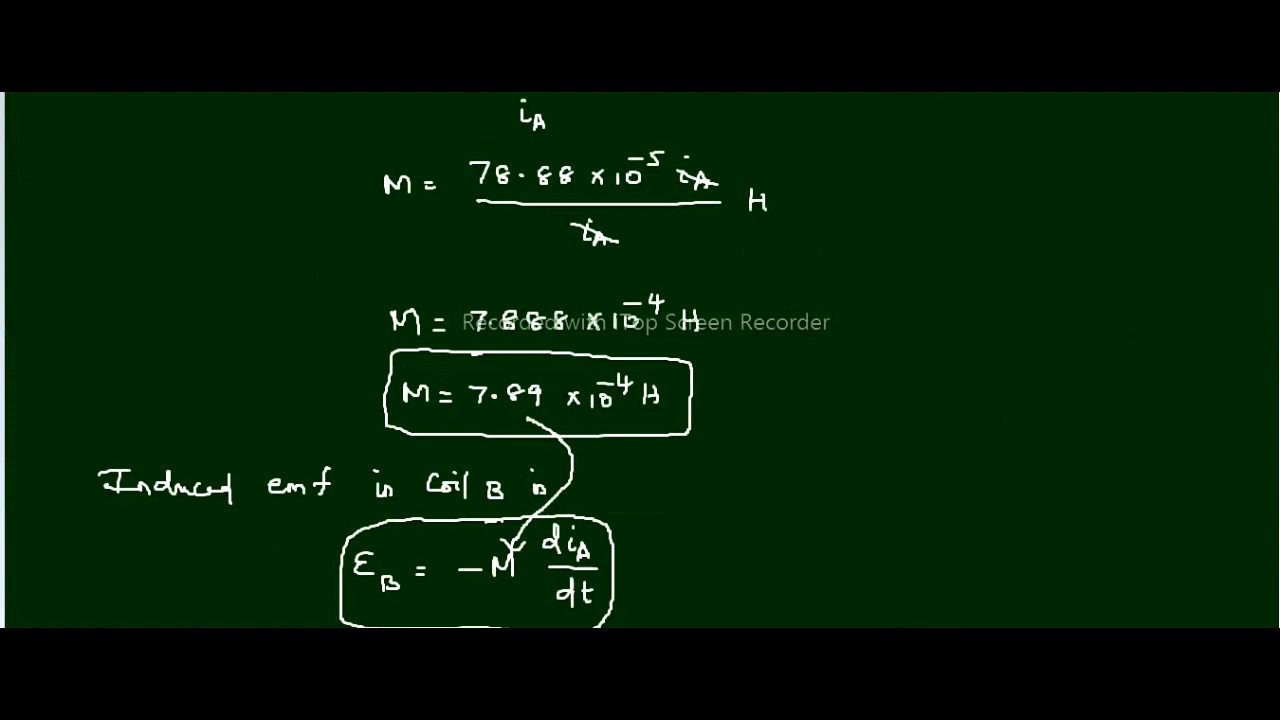 iA
M = 78.88 × 10⁻⁵ iA / iA H
M = 7.888 × 10⁻⁴ H
Recorded with iTop Screen Recorder
M = 7.89 × 10⁻⁴ H
Induced emf in coil B is
εB = −M diA/dt